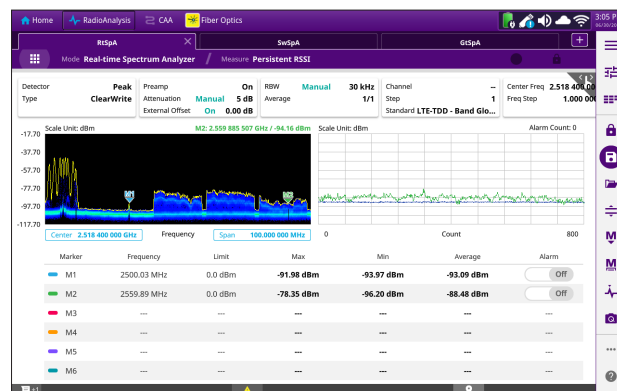 Home RadioAnalysis CAA Fiber Optics 3:05 P
RtSpA SwSpA GtSpA
Mode Real-time Spectrum Analyzer / Measure Persistent RSSI
Detector Peak Preamp On RBW Manual 30 kHz Channel -- Center Freq 2.518 400 00
Type ClearWrite Attenuation Manual 5 dB Average 1/1 Step 1 Freq Step 1.000 00
External Offset On 0.00 dB Standard LTE-TDD - Band Glo...
Scale Unit: dBm M2: 2.559 885 507 GHz / -94.16 dBm Scale Unit: dBm Alarm Count: 0
-17.70
-37.70
-57.70
-77.70
-97.70
-117.70
M1 M2
Center 2.518 400 000 GHz Frequency Span 100.000 000 MHz 0 Count 800
Marker Frequency Limit Max Min Average Alarm
M1 2500.03 MHz 0.0 dBm -91.98 dBm -93.97 dBm -93.09 dBm Off
M2 2559.89 MHz 0.0 dBm -78.35 dBm -96.20 dBm -88.48 dBm Off
M3 --- --- --- --- ---
M4 --- --- --- --- ---
M5 --- --- --- --- ---
M6 --- --- --- --- ---